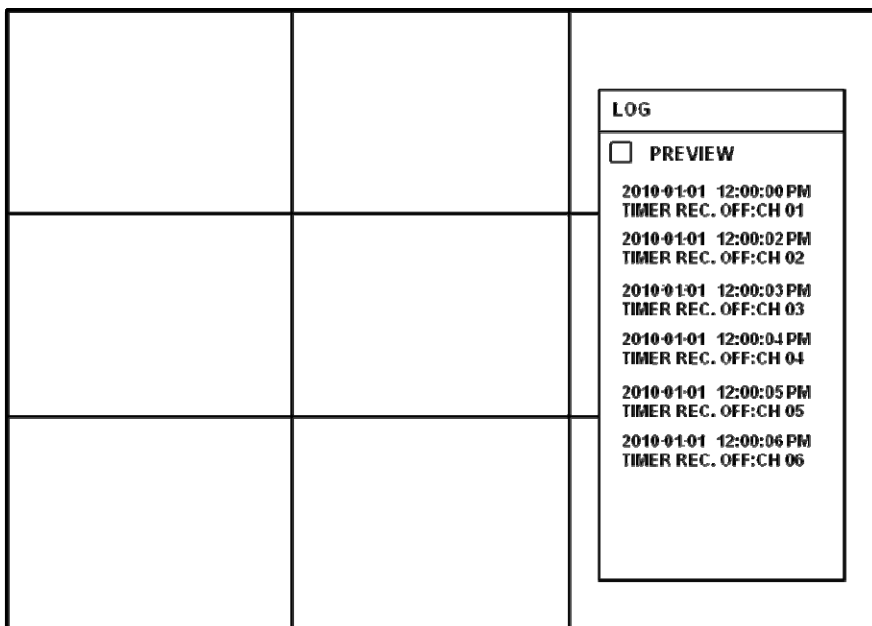 LOG
PREVIEW
2010-01-01 12:00:00 PM
TIMER REC. OFF:CH 01
2010-01-01 12:00:02 PM
TIMER REC. OFF:CH 02
2010-01-01 12:00:03 PM
TIMER REC. OFF:CH 03
2010-01-01 12:00:04 PM
TIMER REC. OFF:CH 04
2010-01-01 12:00:05 PM
TIMER REC. OFF:CH 05
2010-01-01 12:00:06 PM
TIMER REC. OFF:CH 06